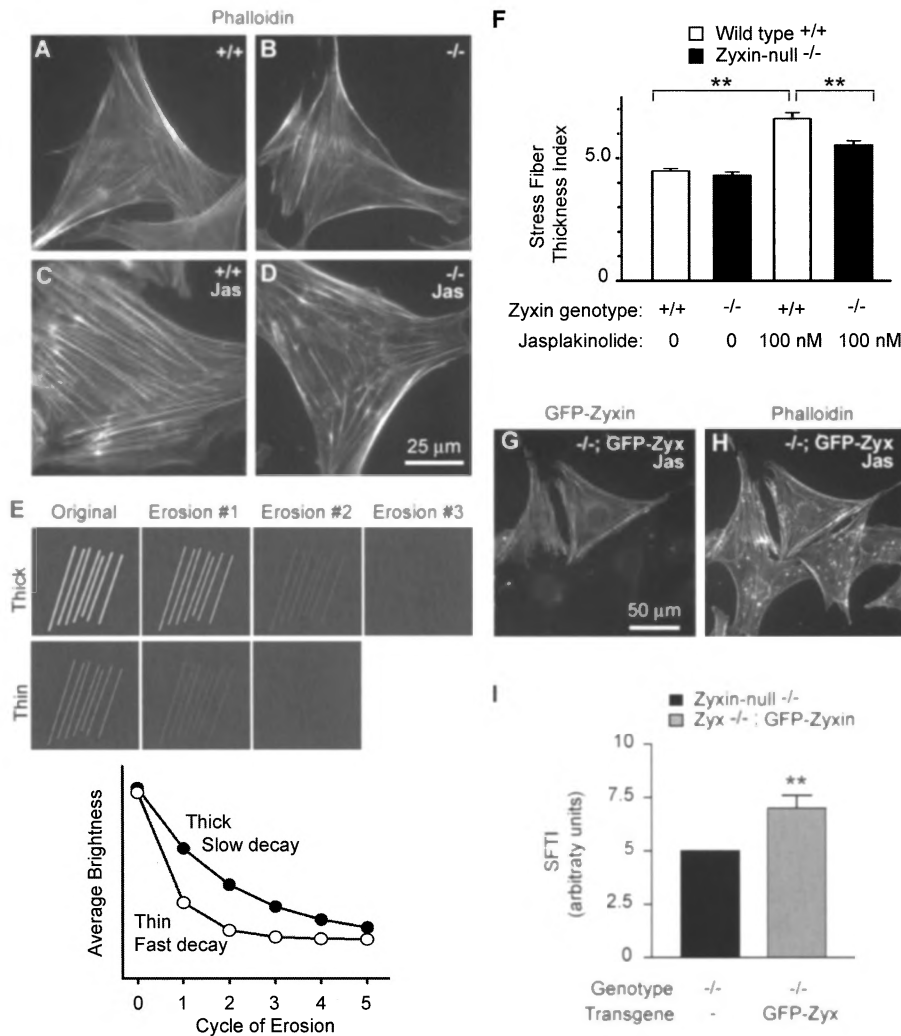 Phalloidin
A
+/+
B
-/-
C
+/+
Jas
D
-/-
Jas
25 µm
E
Original
Erosion #1
Erosion #2
Erosion #3
Thick
Thin
Average Brightness
Thick
Slow decay
Thin
Fast decay
0 1 2 3 4 5
Cycle of Erosion
F
Wild type +/+
Zyxin-null -/-
**
**
Stress Fiber
Thickness Index
5.0
0
Zyxin genotype: +/+ -/- +/+ -/-
Jasplakinolide: 0 0 100 nM 100 nM
GFP-Zyxin
Phalloidin
G
-/-; GFP-Zyx
Jas
50 µm
H
-/-; GFP-Zyx
Jas
I
Zyxin-null -/-
Zyx -/- ; GFP-Zyxin
SFTI
(arbitraty units)
10
7.5
5
2.5
0
**
Genotype -/- -/-
Transgene - GFP-Zyx